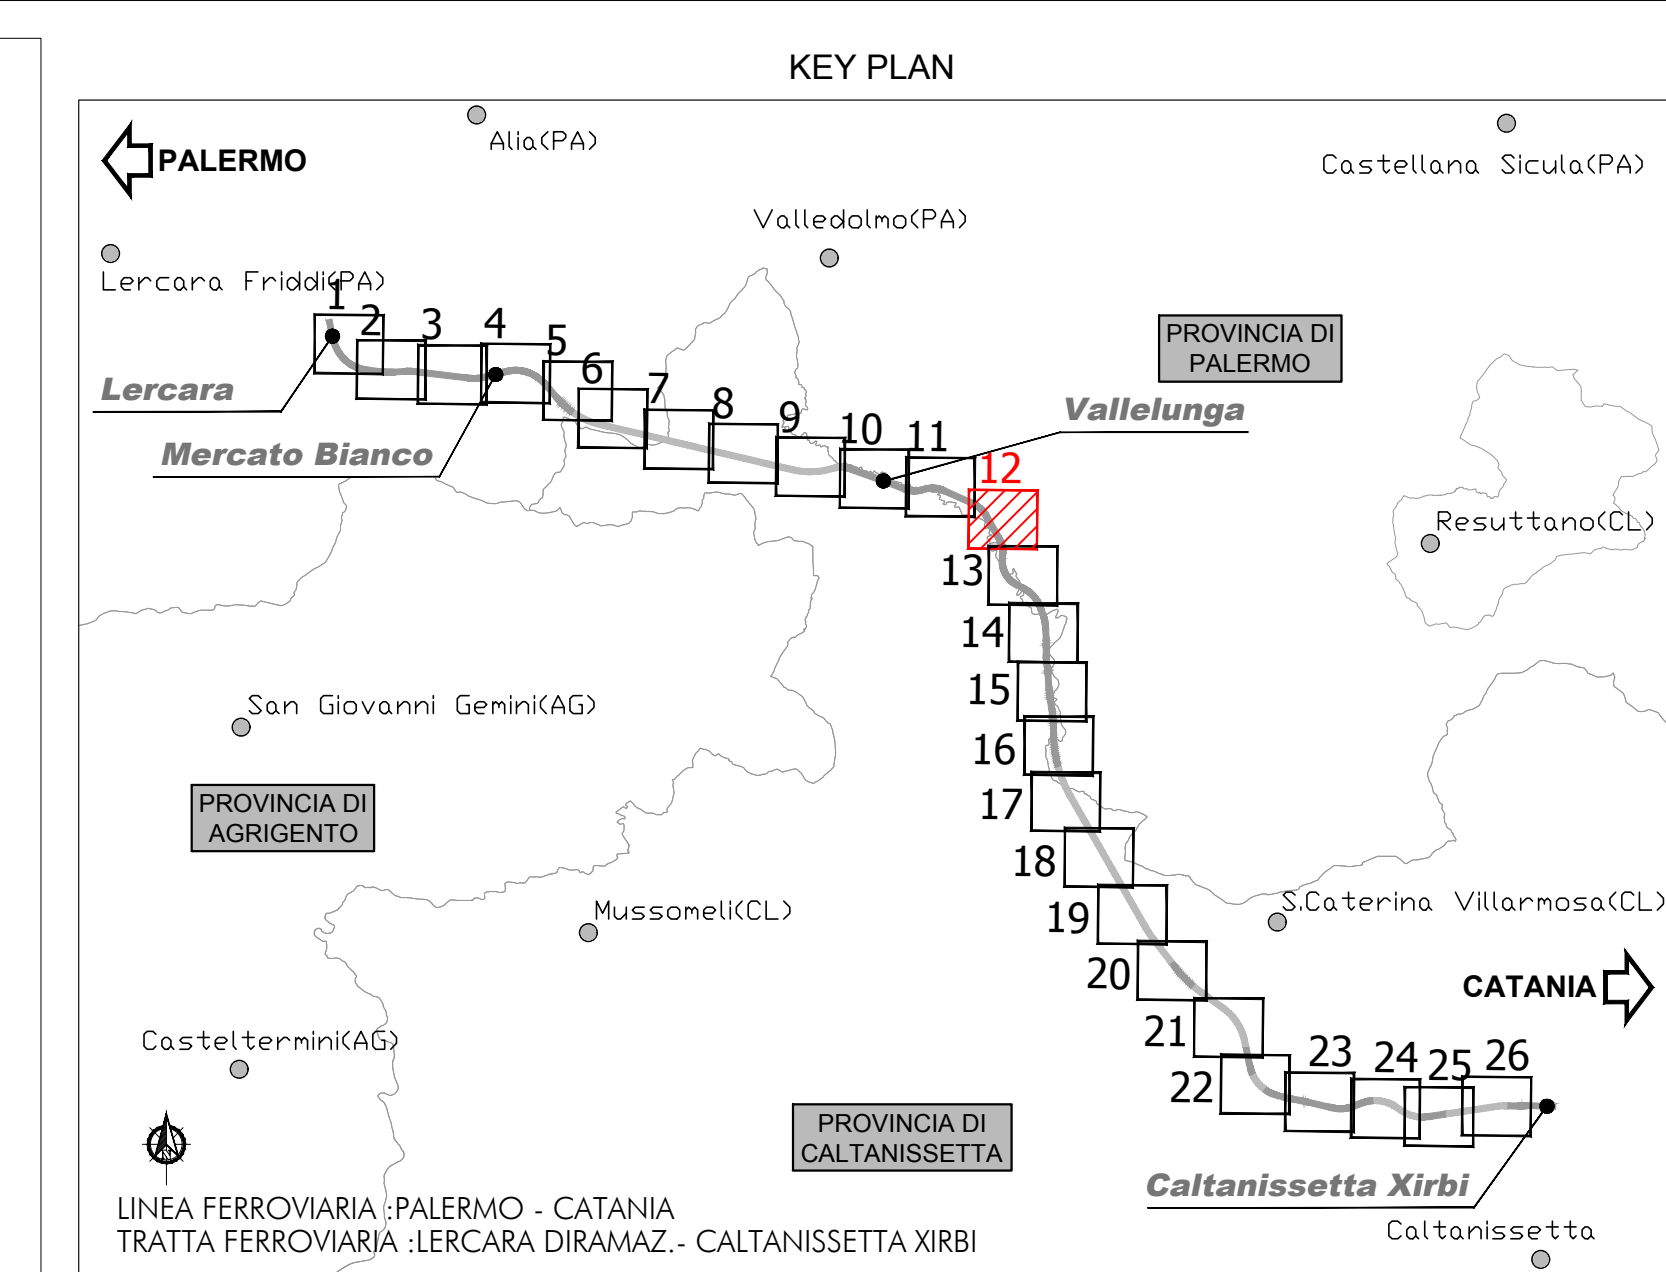 KEY PLAN
Alia(PA)
PALERMO
Castellana Sicula(PA)
Valledolmo(PA)
Lercara Friddi(PA)
1
2
3
4
5
6
7
8
9
10
11
12
PROVINCIA DI
PALERMO
Lercara
Vallelunga
Mercato Bianco
Resuttano(CL)
13
14
15
16
17
18
19
20
21
22
23
24
25
26
San Giovanni Gemini(AG)
PROVINCIA DI
AGRIGENTO
Mussomeli(CL)
S.Caterina Villarmosa(CL)
CATANIA
Casteltermini(AG)
PROVINCIA DI
CALTANISSETTA
Caltanissetta Xirbi
Caltanissetta
LINEA FERROVIARIA :PALERMO - CATANIA
TRATTA FERROVIARIA :LERCARA DIRAMAZ.- CALTANISSETTA XIRBI